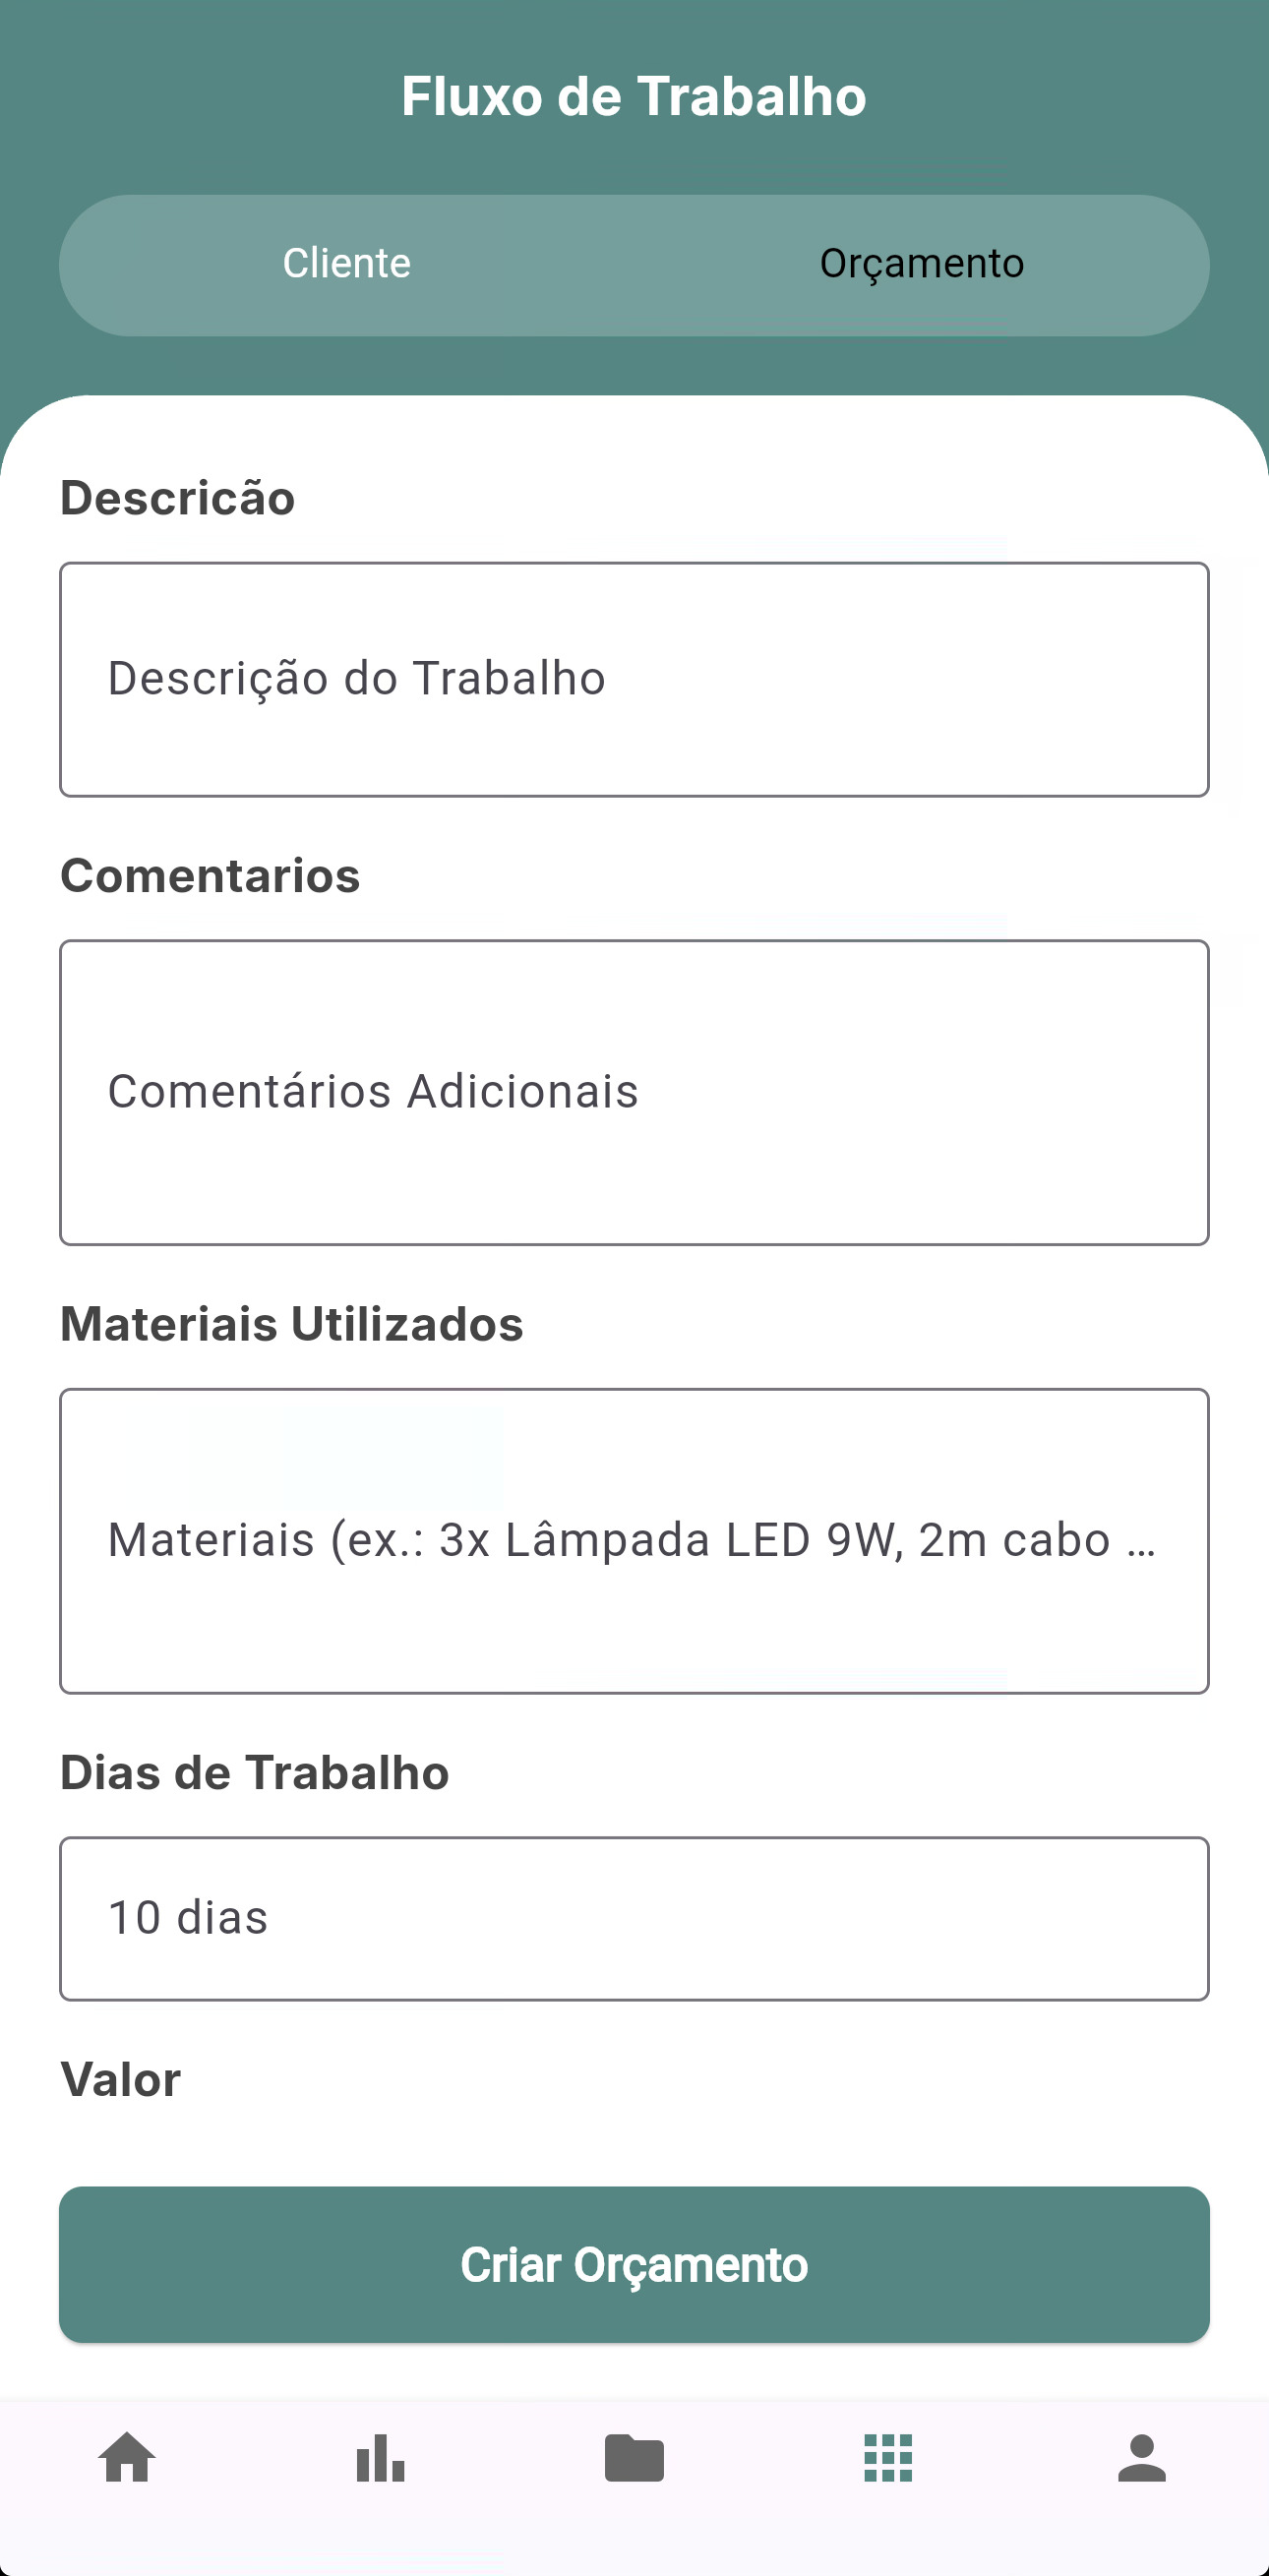 Fluxo de Trabalho
Cliente
Orçamento
Descricão
Descrição do Trabalho
Comentarios
Comentários Adicionais
Materiais Utilizados
Materiais (ex.: 3x Lâmpada LED 9W, 2m cabo ...
Dias de Trabalho
10 dias
Valor
Criar Orçamento